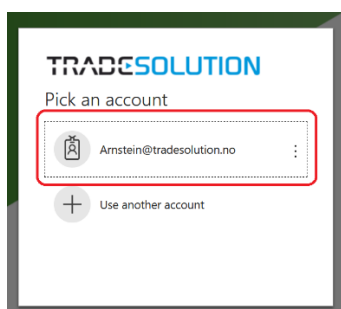 TRADESOLUTION
Pick an account
Arnstein@tradesolution.no
Use another account